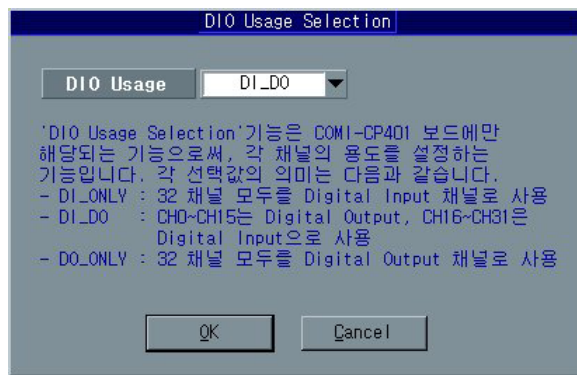 DIO Usage Selection
DIO Usage DI_DO
'DIO Usage Selection'기능은 COMI-CP401 보드에만
해당되는 기능으로써, 각 채널의 용도를 설정하는
기능입니다. 각 선택값의 의미는 다음과 같습니다.
- DI_ONLY : 32 채널 모두를 Digital Input 채널로 사용
- DI_DO : CH0~CH15는 Digital Output, CH16~CH31은
Digital Input으로 사용
- DO_ONLY : 32 채널 모두를 Digital Output 채널로 사용
OK Cancel